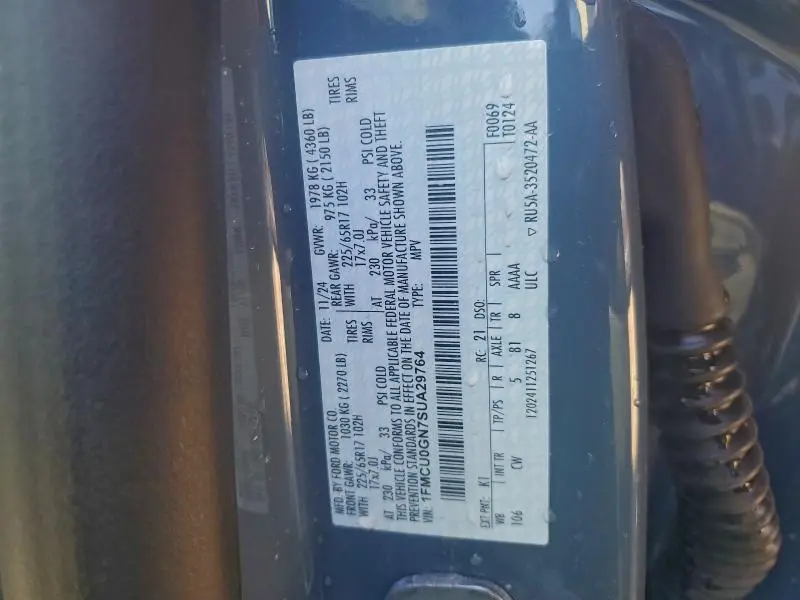 MFD. BY FORD MOTOR CO.
DATE: 11/24 GVWR: 1978 KG ( 4360 LB)
FRONT GAWR: 1030 KG ( 2270 LB) REAR GAWR: 975 KG ( 2150 LB)
WITH 225/65R17 102H TIRES WITH 225/65R17 102H TIRES
17x7.0J RIMS 17x7.0J RIMS
AT 230 kPa/ 33 PSI COLD AT 230 kPa/ 33 PSI COLD
THIS VEHICLE CONFORMS TO ALL APPLICABLE FEDERAL MOTOR VEHICLE SAFETY AND THEFT
PREVENTION STANDARDS IN EFFECT ON THE DATE OF MANUFACTURE SHOWN ABOVE.
VIN: 1FMCU0GN7SUA29764 TYPE: MPV
EXT PNT: K1 RC: 21 DSO: F0069
WB INT TR TP/PS R AXLE TR SPR T0124
106 CW 5 81 8 AAAA
1202411251267 ULC ▽ RU5A-3520472-AA